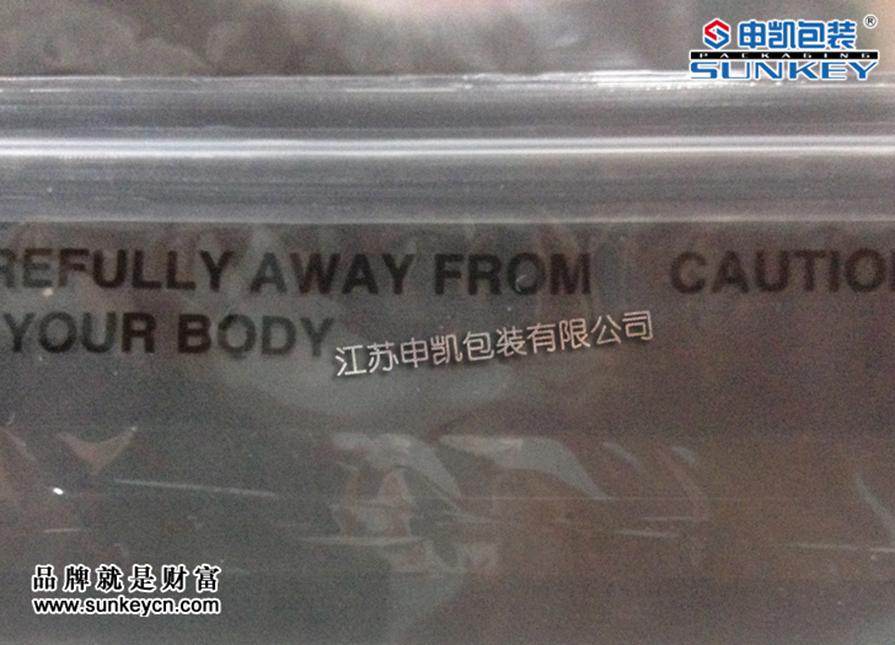 申凯包装®
PACKAGING
SUNKEY
REFULLY AWAY FROM CAUTIO
YOUR BODY
江苏申凯包装有限公司
品牌就是财富
www.sunkeycn.com